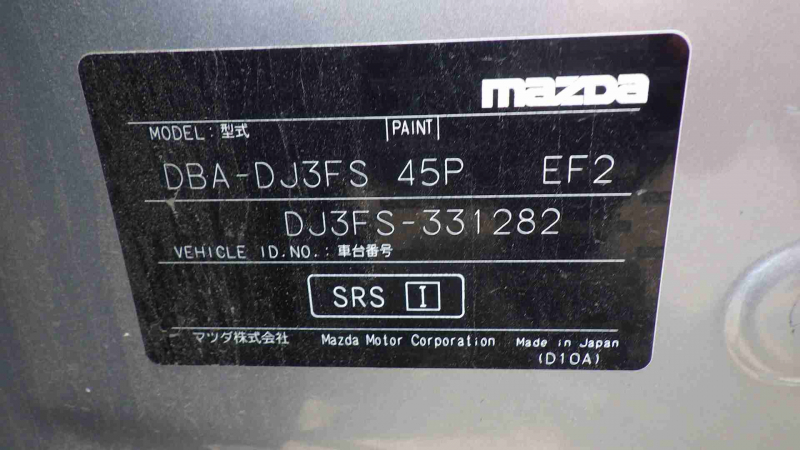 mazda
MODEL: 型式 PAINT
DBA-DJ3FS 45P EF2
DJ3FS-331282
VEHICLE ID.NO.: 車台番号
SRS I
マツダ株式会社 Mazda Motor Corporation Made in Japan
(D10A)